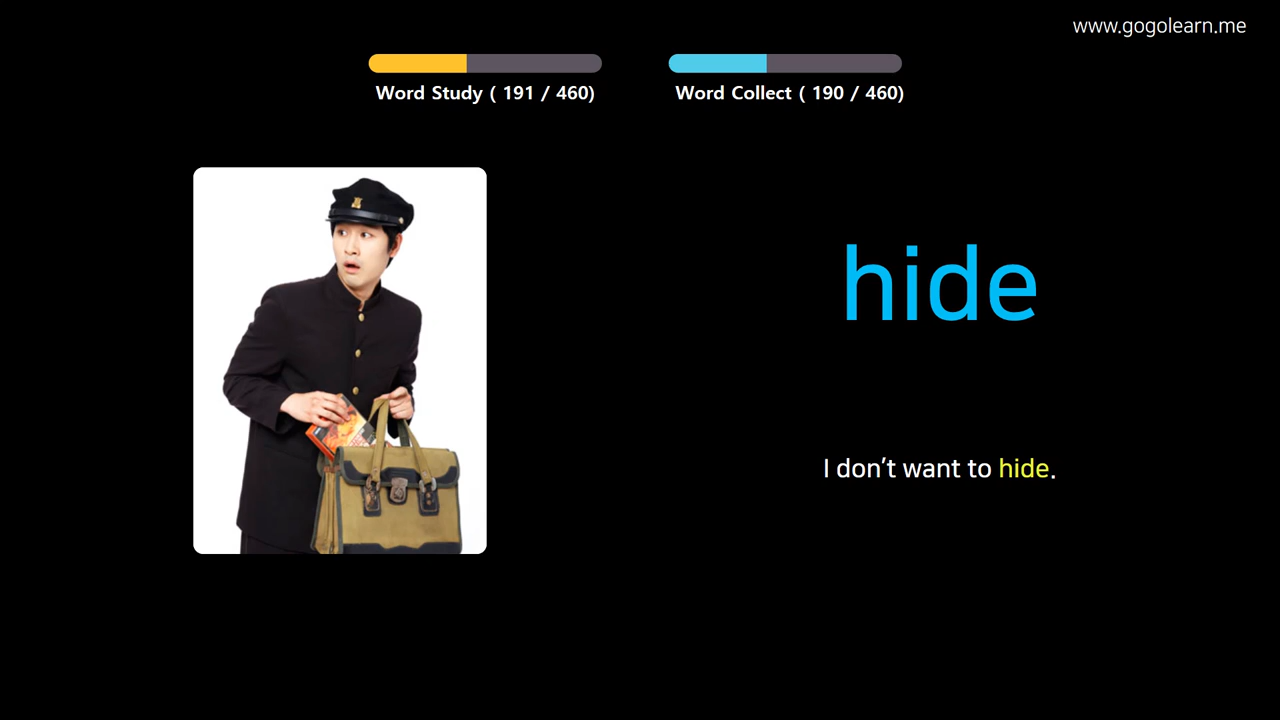 www.gogolearn.me
Word Study ( 191 / 460)
Word Collect ( 190 / 460)
hide
I don’t want to hide.